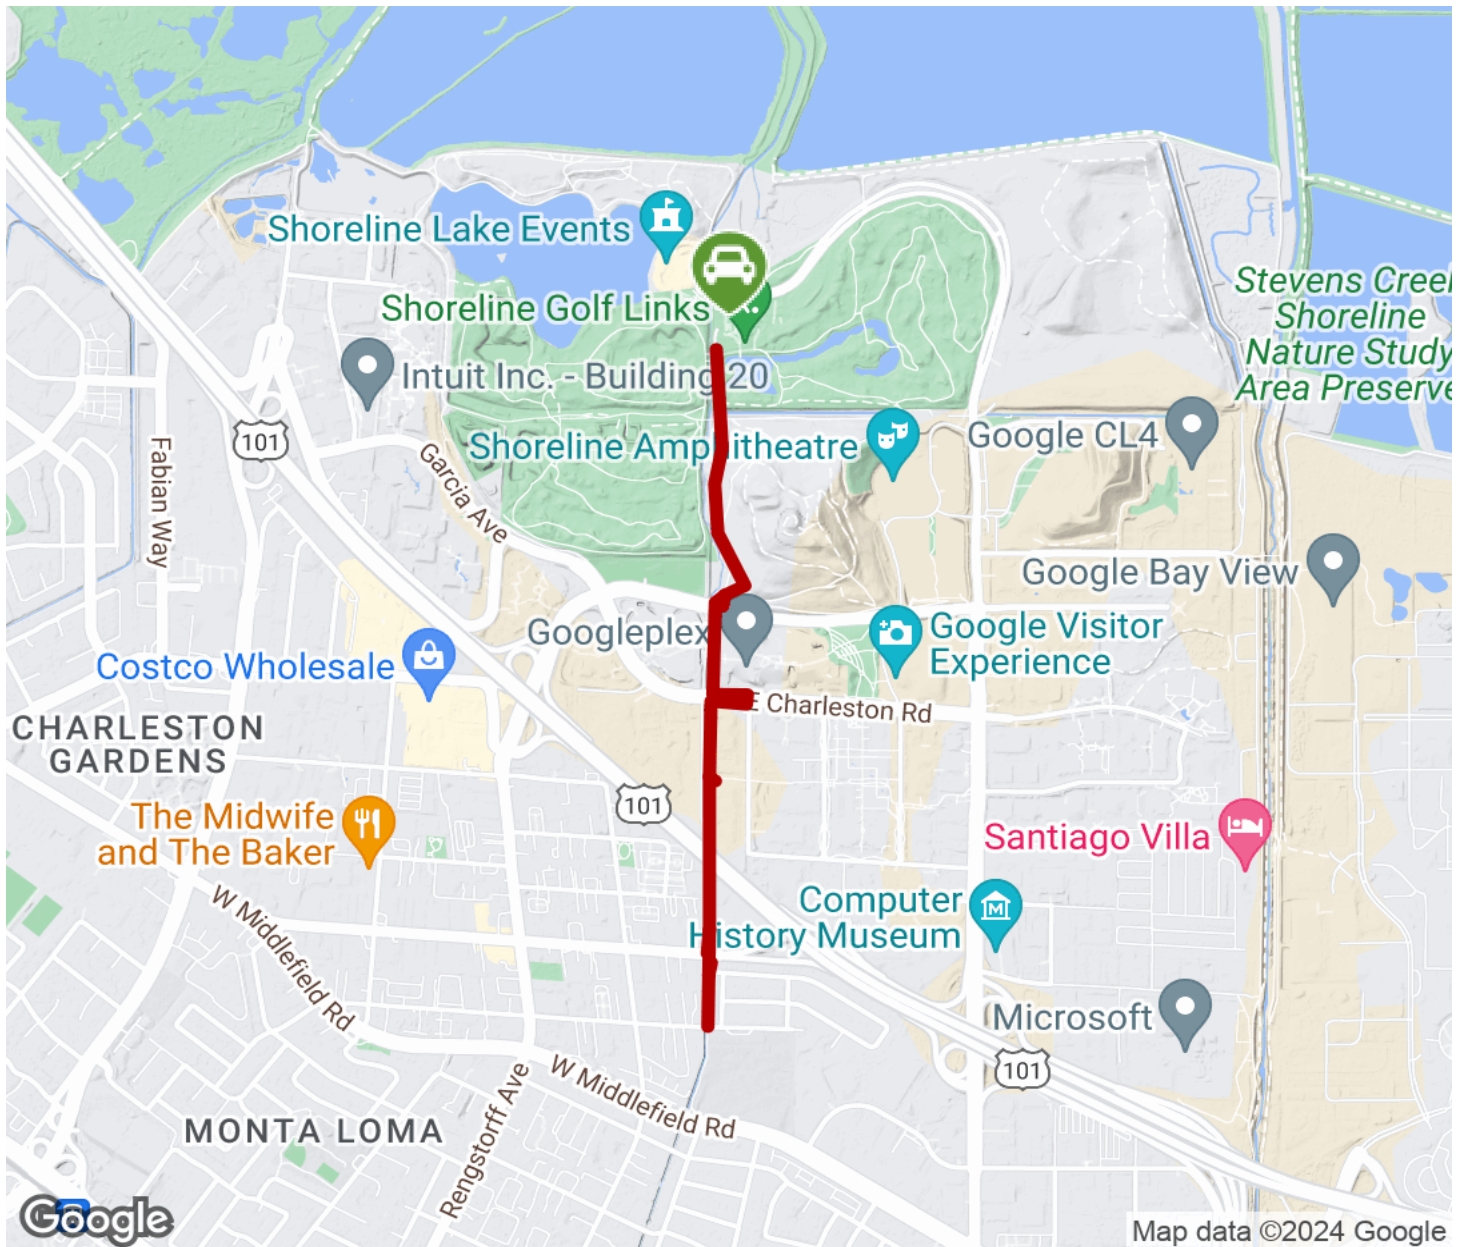 Shoreline Lake Events
Shoreline Golf Links
Stevens Creek
Shoreline
Nature Study
Area Preserve
Intuit Inc. - Building 20
101
Fabian Way
Garcia Ave
Shoreline Amphitheatre
Google CL4
Google Bay View
Googleplex
Google Visitor
Experience
Costco Wholesale
E Charleston Rd
CHARLESTON
GARDENS
101
The Midwife
and The Baker
Santiago Villa
W Middlefield Rd
Computer
History Museum
M
Microsoft
101
W Middlefield Rd
Rengstorff Ave
MONTA LOMA
Google
Map data ©2024 Google